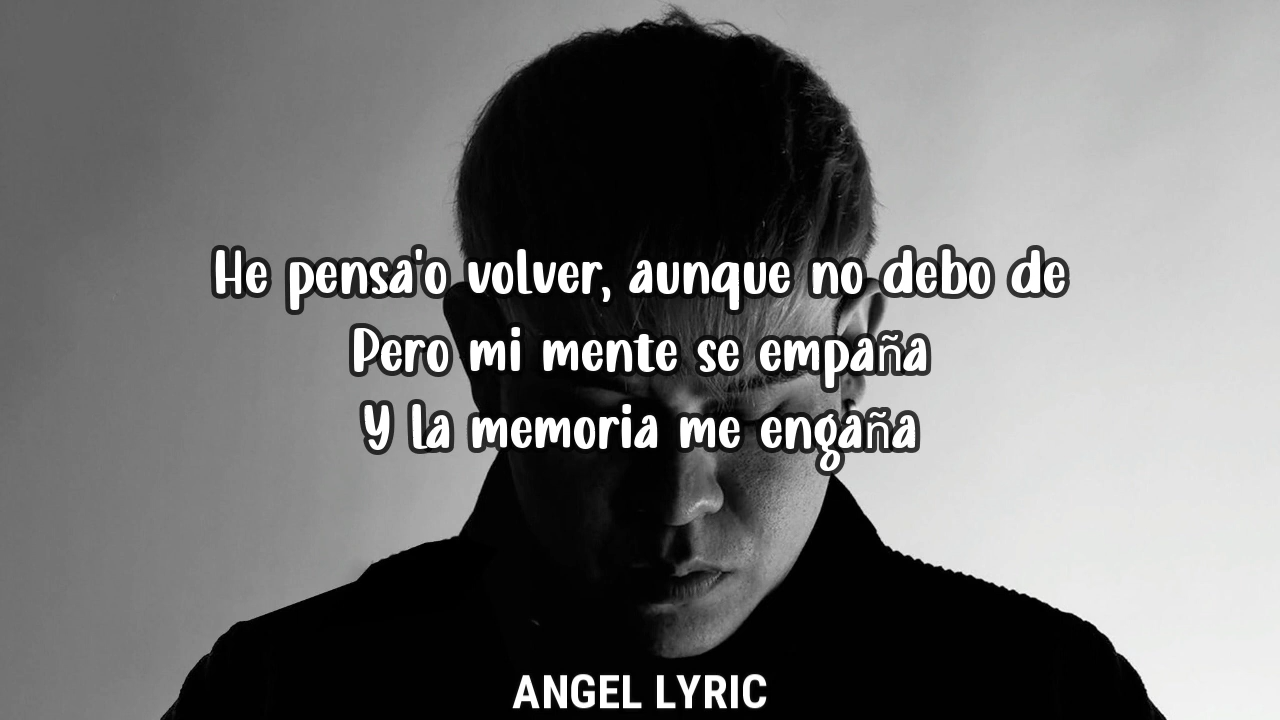 He pensa'o volver, aunque no debo de
Pero mi mente se empaña
Y la memoria me engaña
ANGEL LYRIC